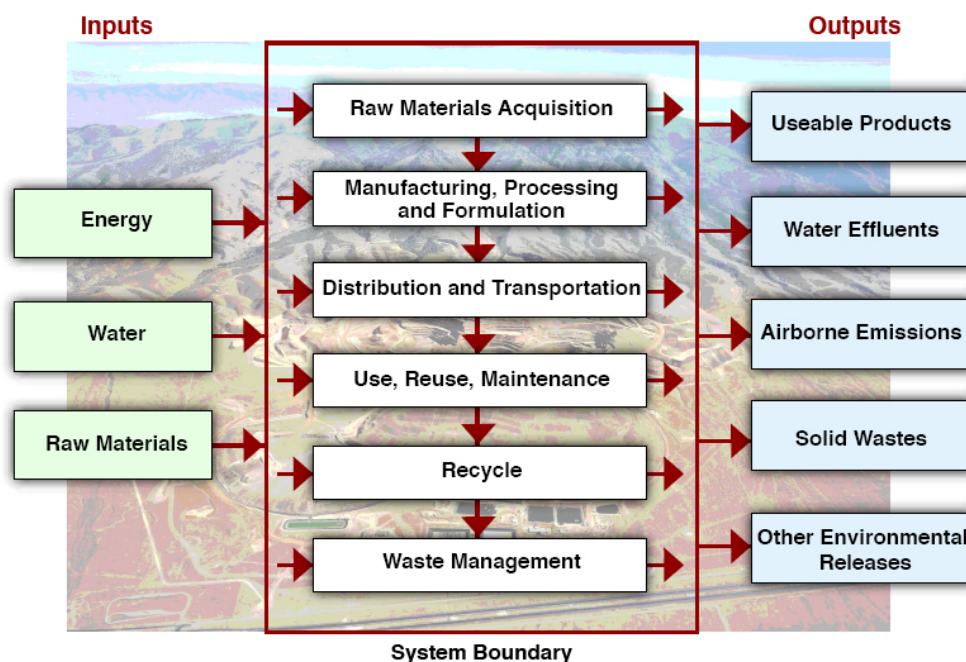 Inputs
Outputs
Raw Materials Acquisition
Useable Products
Manufacturing, Processing
and Formulation
Energy
Water Effluents
Distribution and Transportation
Water
Airborne Emissions
Use, Reuse, Maintenance
Raw Materials
Solid Wastes
Recycle
Other Environmental
Releases
Waste Management
System Boundary